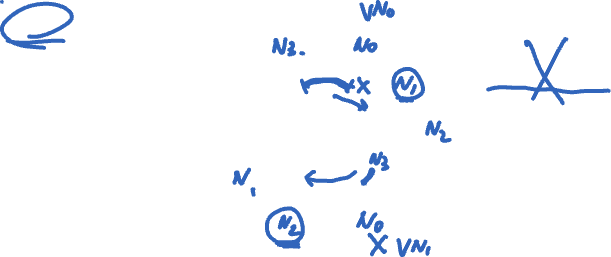 VN₀
N3. N₀
X N₁
N₂
N₁ N3
N₂ N₀
X VN₁